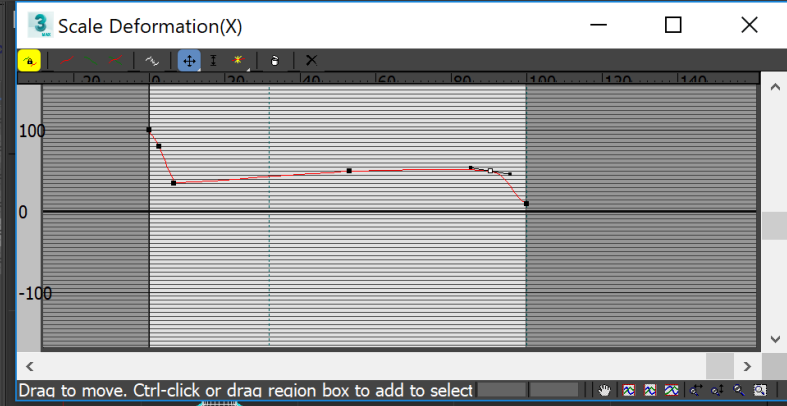 3
Scale Deformation(X)
-20 0 20 40 60 80 100 120 140
100
0
-100
Drag to move. Ctrl-click or drag region box to add to select